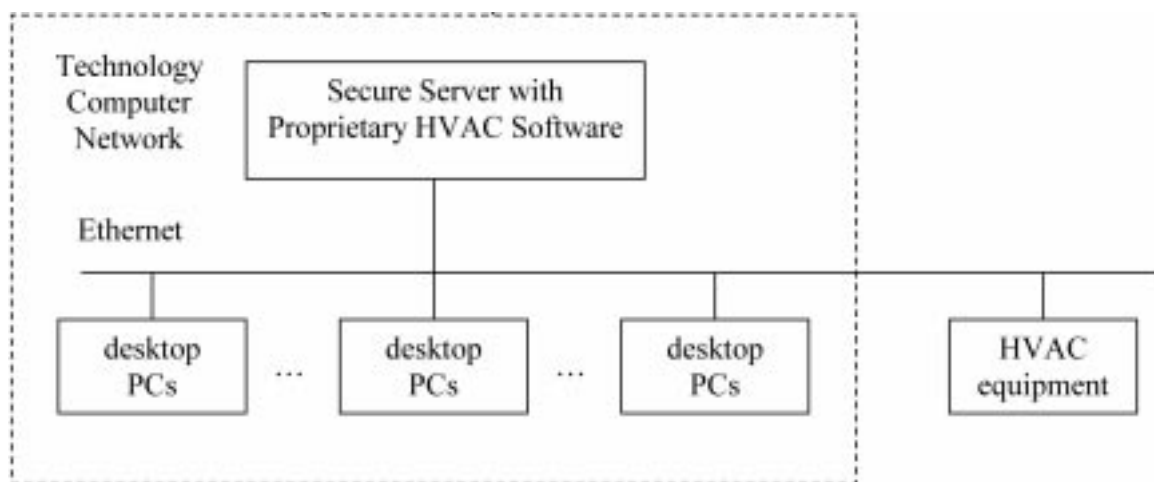 Technology
Computer
Network
Secure Server with
Proprietary HVAC Software
Ethernet
desktop
PCs
...
desktop
PCs
...
desktop
PCs
HVAC
equipment